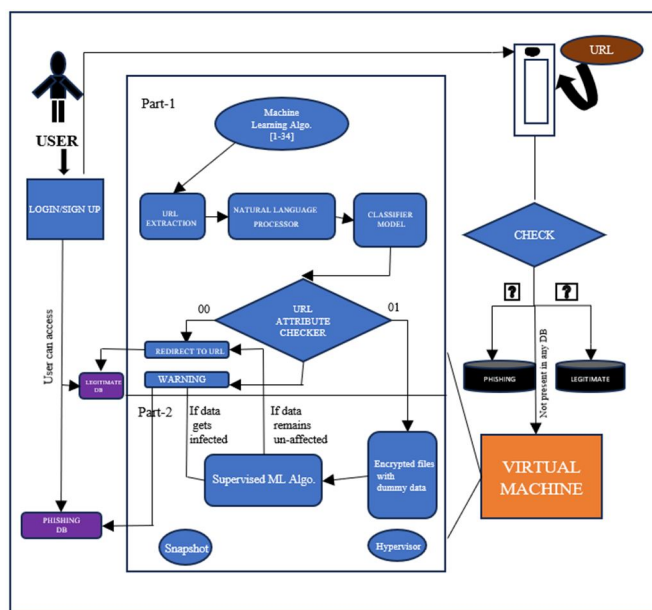 URL
Part-1
Machine
Learning Algo.
[1-34]
USER
LOGIN/SIGN UP
URL
EXTRACTION
NATURAL LANGUAGE
PROCESSOR
CLASSIFIER
MODEL
CHECK
00
01
URL
ATTRIBUTE
CHECKER
?
?
User can access
REDIRECT TO URL
LEGITIMATE
DB
WARNING
PHISHING
LEGITIMATE
Not present in any DB
Part-2
If data
gets
infected
If data
remains
un-affected
Supervised ML Algo.
Encrypted files
with
dummy data
VIRTUAL
MACHINE
PHISHING
DB
Snapshot
Hypervisor